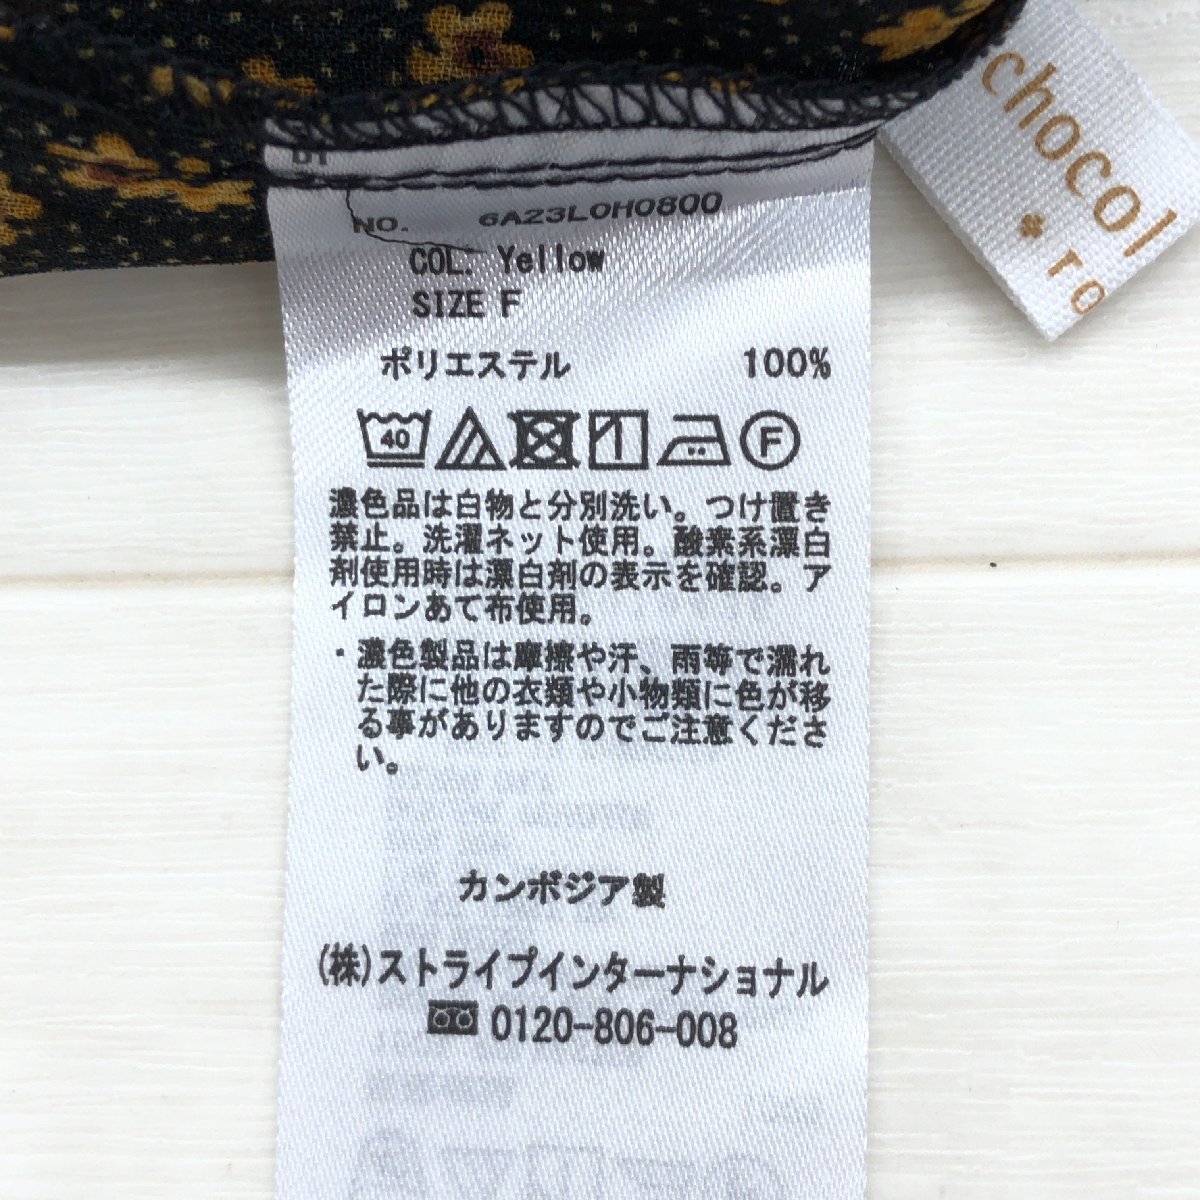 chocol
ro
NO. 6A23L0H0800
COL. Yellow
SIZE F
ポリエステル 100%
40
F
濃色品は白物と分別洗い。つけ置き
禁止。洗濯ネット使用。酸素系漂白
剤使用時は漂白剤の表示を確認。ア
イロンあて布使用。
・濃色製品は摩擦や汗、雨等で濡れ
た際に他の衣類や小物類に色が移
る事がありますのでご注意くださ
い。
カンボジア製
(株)ストライプインターナショナル
0120-806-008